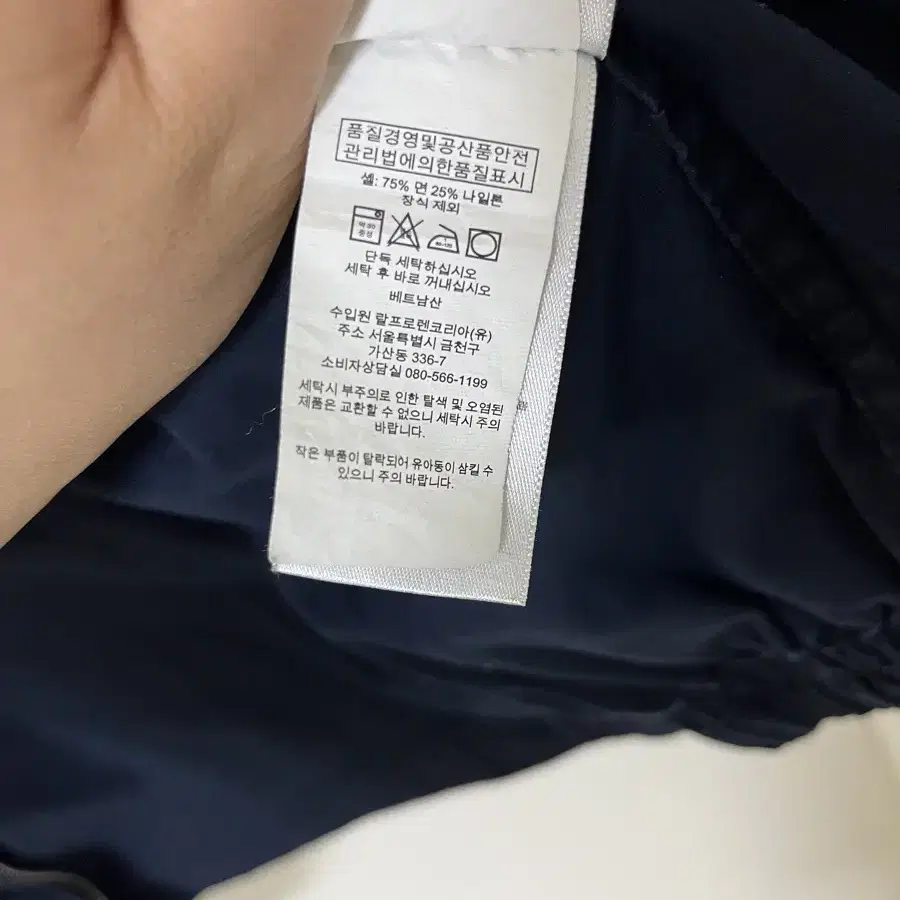 품질경영및공산품안전
관리법에의한품질표시
셸: 75% 면 25% 나일론
장식 제외
약 30
중성
80-120
단독 세탁하십시오
세탁 후 바로 꺼내십시오
베트남산
수입원 랄프로렌코리아(유)
주소 서울특별시 금천구
가산동 336-7
소비자상담실 080-566-1199
세탁시 부주의로 인한 탈색 및 오염된
제품은 교환할 수 없으니 세탁시 주의
바랍니다.
작은 부품이 탈락되어 유아동이 삼킬 수
있으니 주의 바랍니다.